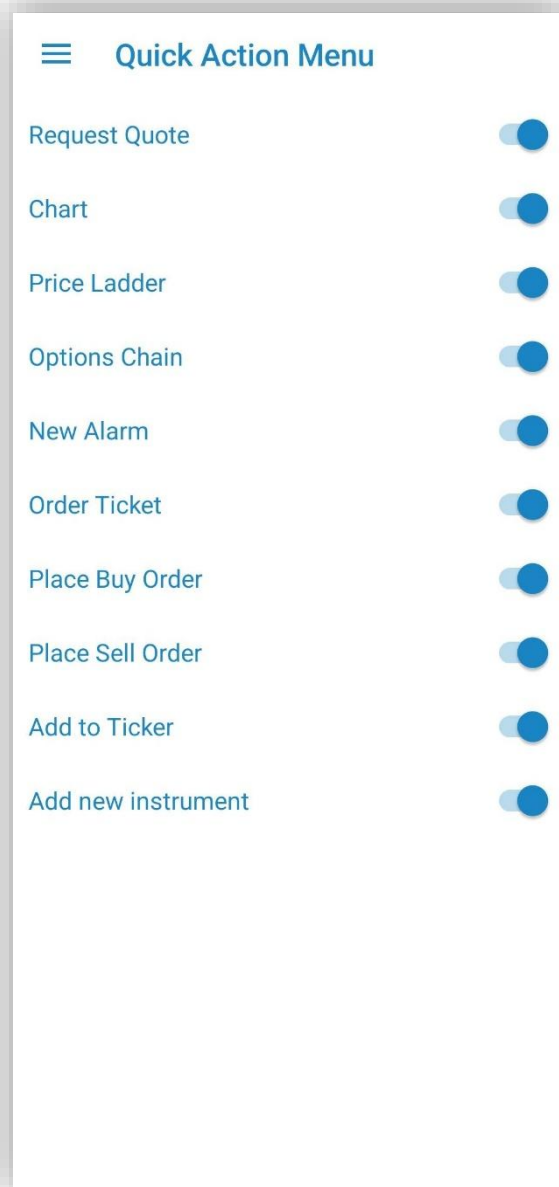 Quick Action Menu
Request Quote
Chart
Price Ladder
Options Chain
New Alarm
Order Ticket
Place Buy Order
Place Sell Order
Add to Ticker
Add new instrument